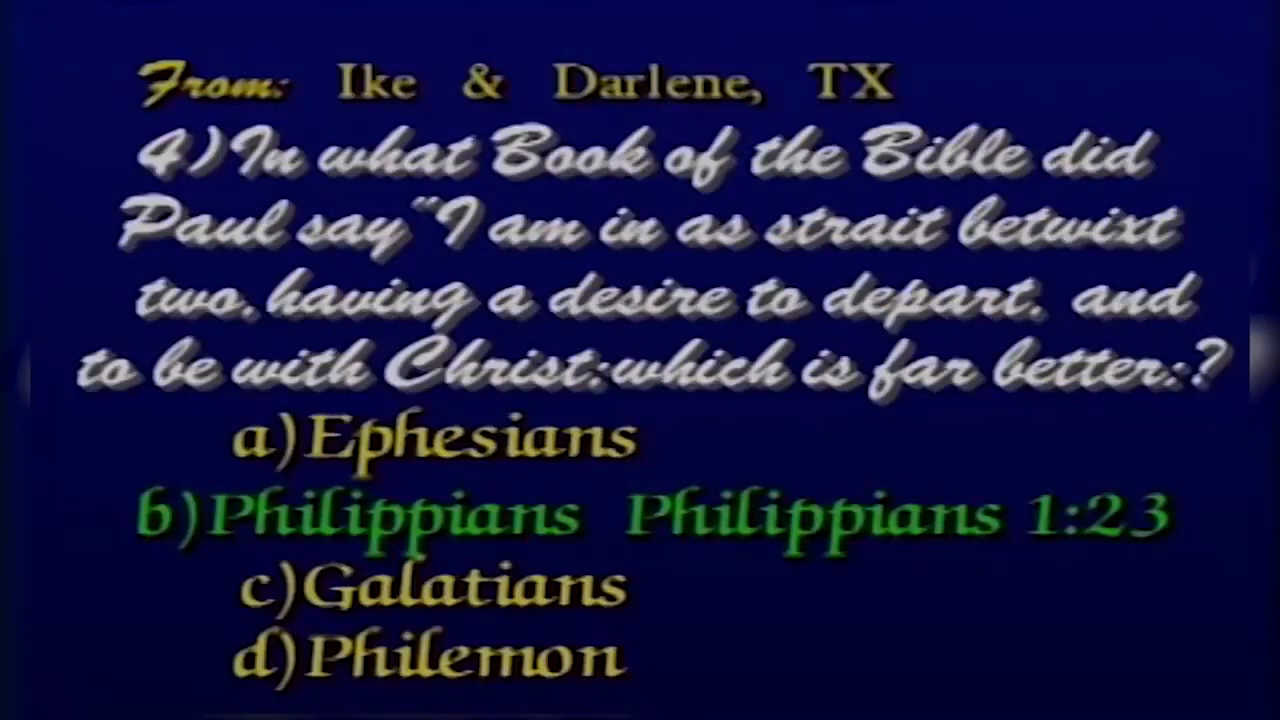 From: Ike & Darlene, TX
4) In what Book of the Bible did
Paul say "I am in as strait betwixt
two, having a desire to depart, and
to be with Christ: which is far better:?
a) Ephesians
b) Philippians Philippians 1:23
c) Galatians
d) Philemon